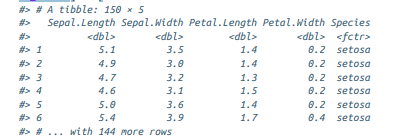 #> # A tibble: 150 × 5
#>   Sepal.Length Sepal.Width Petal.Length Petal.Width Species
#>          <dbl>       <dbl>        <dbl>       <dbl> <fctr>
#> 1          5.1         3.5          1.4         0.2  setosa
#> 2          4.9         3.0          1.4         0.2  setosa
#> 3          4.7         3.2          1.3         0.2  setosa
#> 4          4.6         3.1          1.5         0.2  setosa
#> 5          5.0         3.6          1.4         0.2  setosa
#> 6          5.4         3.9          1.7         0.4  setosa
#> # ... with 144 more rows